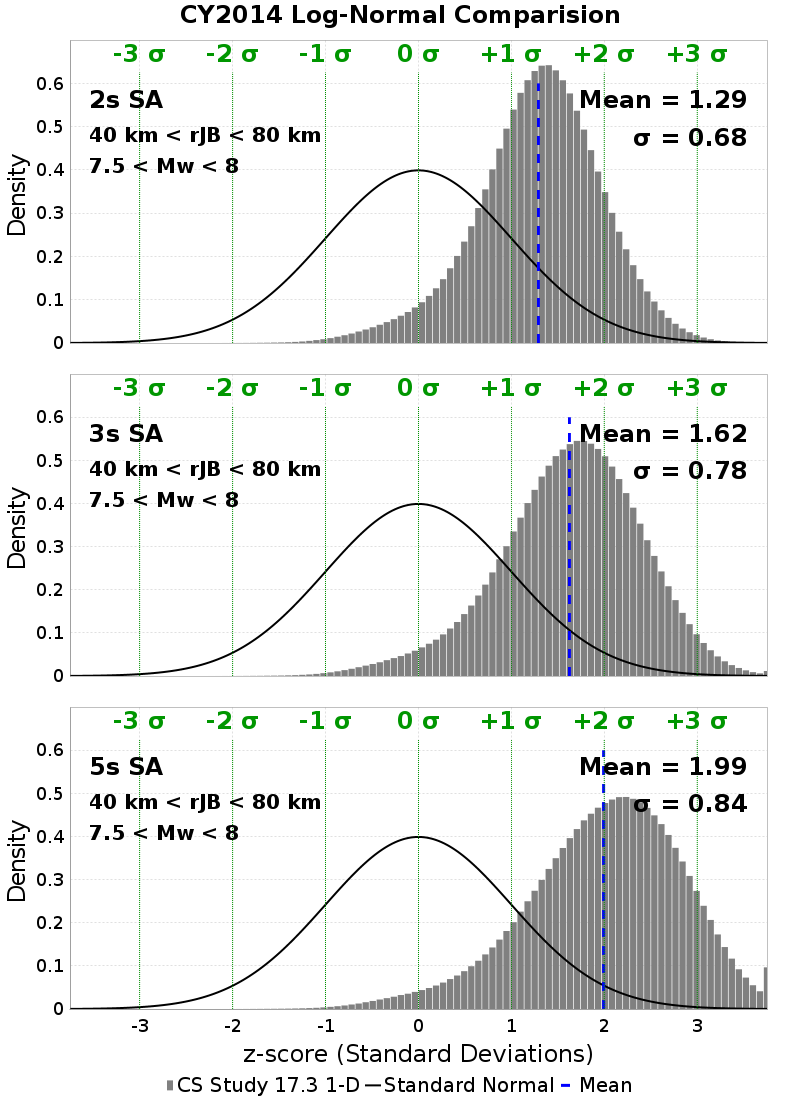 CY2014 Log-Normal Comparision
-3 σ -2 σ -1 σ 0 σ +1 σ +2 σ +3 σ
2s SA
Mean = 1.29
40 km < rJB < 80 km
σ = 0.68
7.5 < Mw < 8
Density
0.6
0.5
0.4
0.3
0.2
0.1
0
-3 σ -2 σ -1 σ 0 σ +1 σ +2 σ +3 σ
3s SA
Mean = 1.62
40 km < rJB < 80 km
σ = 0.78
7.5 < Mw < 8
Density
0.6
0.5
0.4
0.3
0.2
0.1
0
-3 σ -2 σ -1 σ 0 σ +1 σ +2 σ +3 σ
5s SA
Mean = 1.99
40 km < rJB < 80 km
σ = 0.84
7.5 < Mw < 8
Density
0.6
0.5
0.4
0.3
0.2
0.1
0
-3 -2 -1 0 1 2 3
z-score (Standard Deviations)
CS Study 17.3 1-D Standard Normal Mean